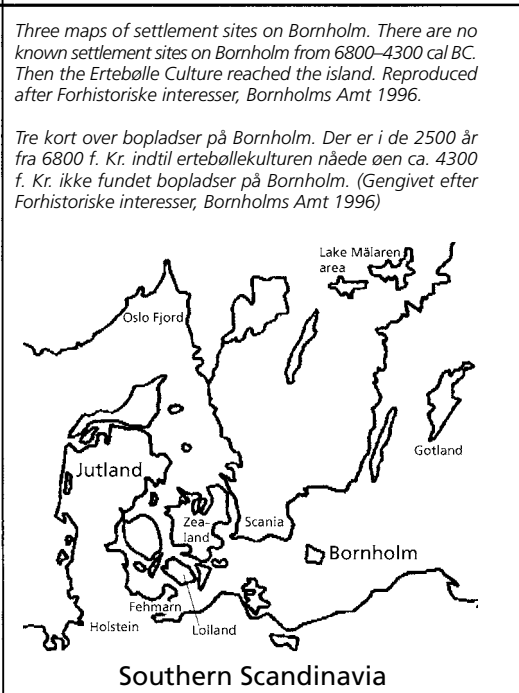 Three maps of settlement sites on Bornholm. There are no
known settlement sites on Bornholm from 6800–4300 cal BC.
Then the Ertebølle Culture reached the island. Reproduced
after Forhistoriske interesser, Bornholms Amt 1996.
Tre kort over bopladser på Bornholm. Der er i de 2500 år
fra 6800 f. Kr. indtil ertebøllekulturen nåede øen ca. 4300
f. Kr. ikke fundet bopladser på Bornholm. (Gengivet efter
Forhistoriske interesser, Bornholms Amt 1996)
Lake Mälaren
area
Oslo Fjord
Gotland
Jutland
Zea-
land
Scania
Bornholm
Fehmarn
Holstein
Lolland
Southern Scandinavia